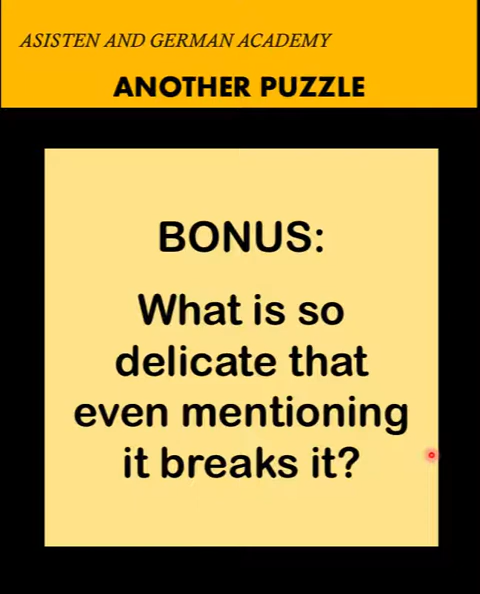 ASISTEN AND GERMAN ACADEMY
ANOTHER PUZZLE
BONUS:
What is so
delicate that
even mentioning
it breaks it?